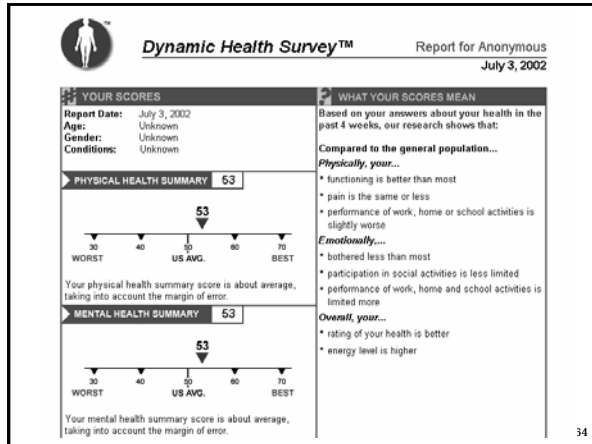 TM
Dynamic Health Survey™
Report for Anonymous
July 3, 2002
YOUR SCORES
Report Date: July 3, 2002
Age: Unknown
Gender: Unknown
Conditions: Unknown
PHYSICAL HEALTH SUMMARY 53
53
30 40 50 60 70
WORST US AVG. BEST
Your physical health summary score is about average,
taking into account the margin of error.
MENTAL HEALTH SUMMARY 53
53
30 40 50 60 70
WORST US AVG. BEST
Your mental health summary score is about average,
taking into account the margin of error.
? WHAT YOUR SCORES MEAN
Based on your answers about your health in the
past 4 weeks, our research shows that:
Compared to the general population...
Physically, your...
* functioning is better than most
* pain is the same or less
* performance of work, home or school activities is
slightly worse
Emotionally,...
* bothered less than most
* participation in social activities is less limited
* performance of work, home and school activities is
limited more
Overall, your...
* rating of your health is better
* energy level is higher
64